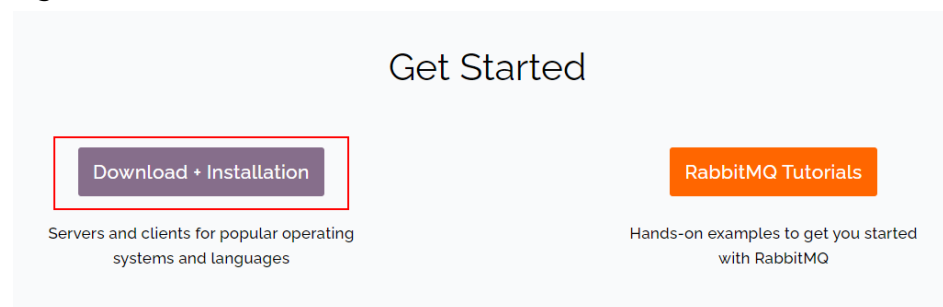 Get Started
Download + Installation
RabbitMQ Tutorials
Servers and clients for popular operating
systems and languages
Hands-on examples to get you started
with RabbitMQ